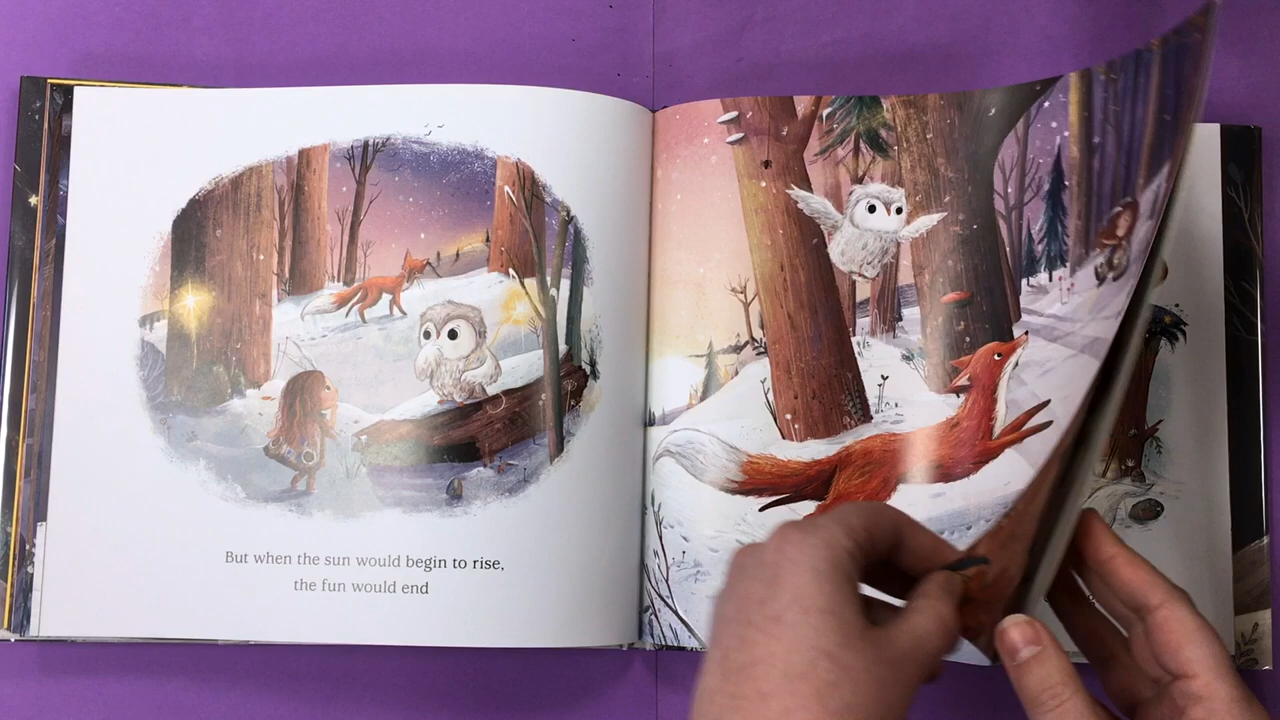 But when the sun would begin to rise,
the fun would end